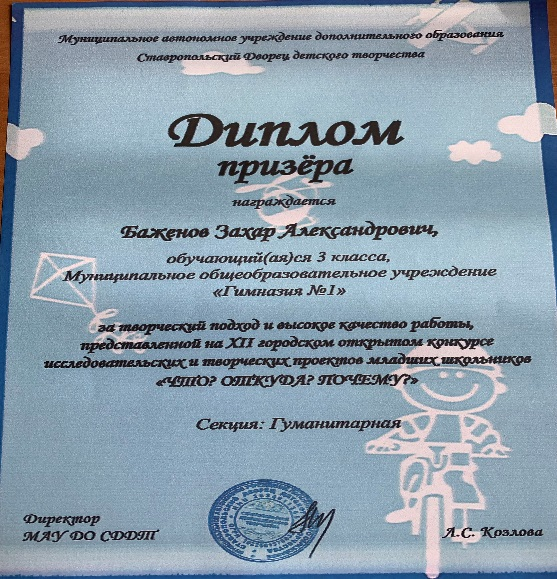 Муниципальное автономное учреждение дополнительного образования
Ставропольский Дворец детского творчества
Диплом
призёра
награждается
Баженов Захар Александрович,
обучающий(ая)ся 3 класса,
Муниципальное общеобразовательное учреждение
«Гимназия №1»
за творческий подход и высокое качество работы,
представленной на XII городском открытом конкурсе
исследовательских и творческих проектов младших школьников
«ЧТО? ОТКУДА? ПОЧЕМУ?»
Секция: Гуманитарная
Директор
МАУ ДО СДДТ
А.С. Козлова